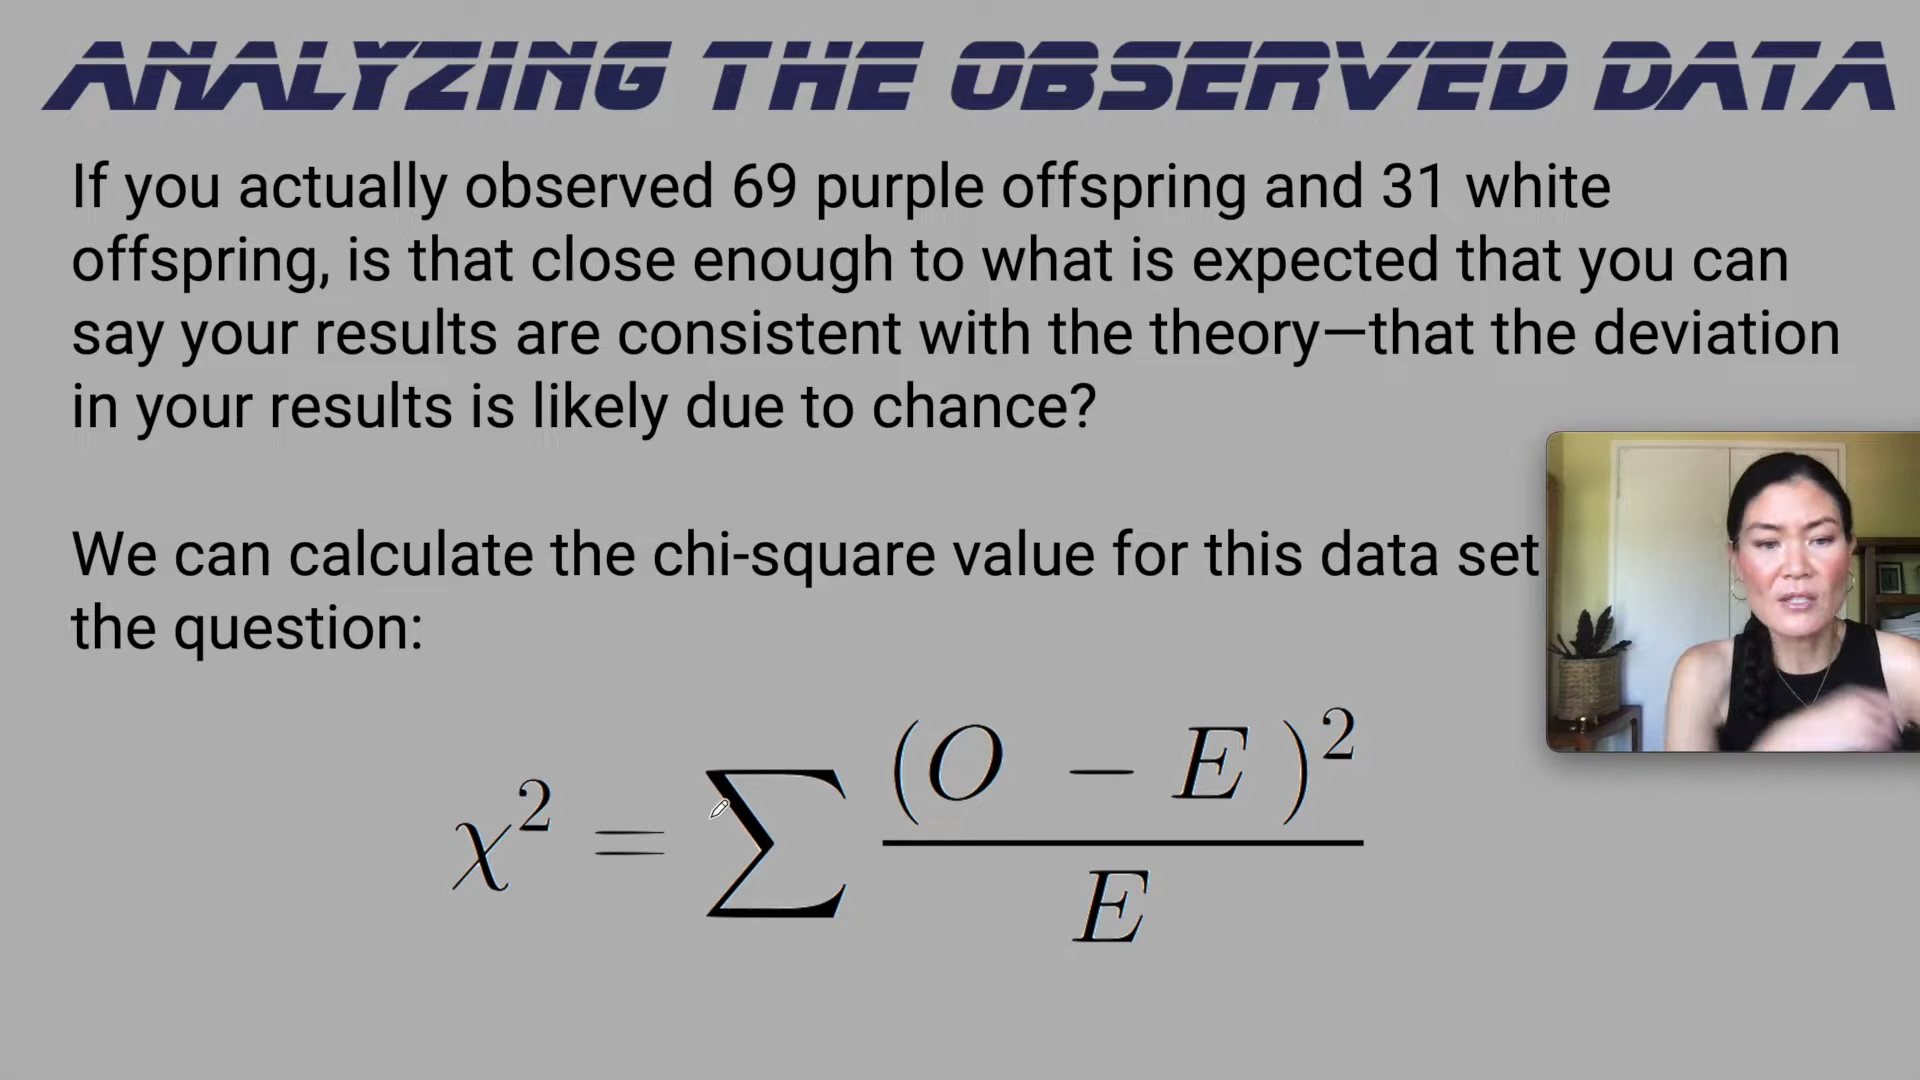 ANALYZING THE OBSERVED DATA
If you actually observed 69 purple offspring and 31 white
offspring, is that close enough to what is expected that you can
say your results are consistent with the theory—that the deviation
in your results is likely due to chance?
We can calculate the chi-square value for this data set
the question:
χ² = ∑ (O − E )² / E